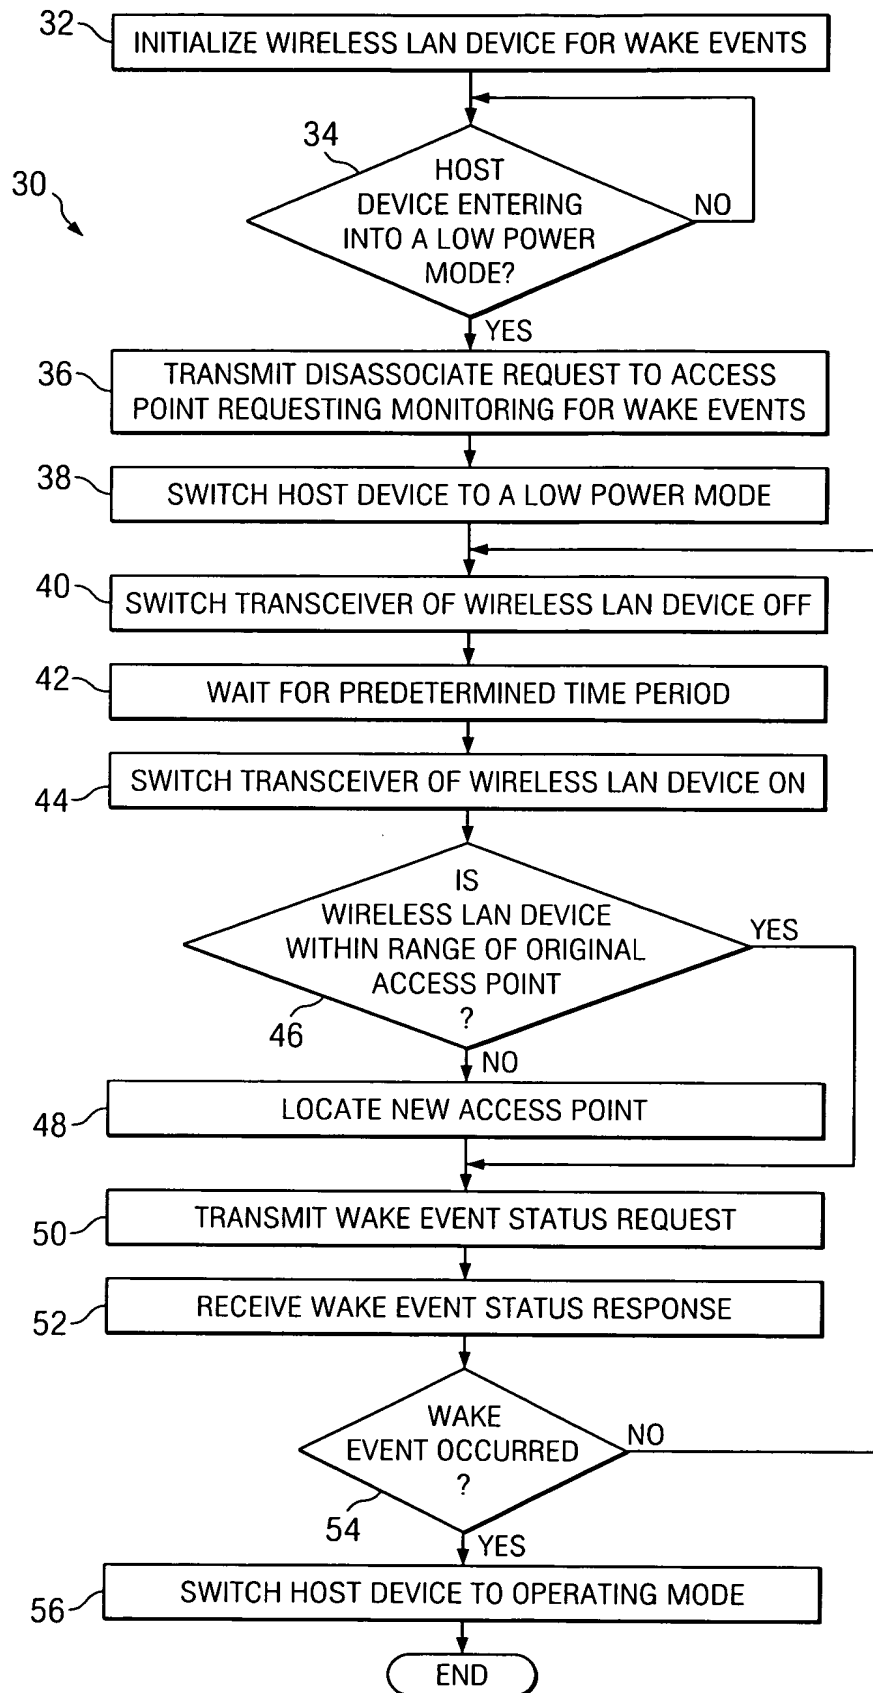 32
INITIALIZE WIRELESS LAN DEVICE FOR WAKE EVENTS
34
30
HOST
DEVICE ENTERING
INTO A LOW POWER
MODE?
NO
YES
36
TRANSMIT DISASSOCIATE REQUEST TO ACCESS
POINT REQUESTING MONITORING FOR WAKE EVENTS
38
SWITCH HOST DEVICE TO A LOW POWER MODE
40
SWITCH TRANSCEIVER OF WIRELESS LAN DEVICE OFF
42
WAIT FOR PREDETERMINED TIME PERIOD
44
SWITCH TRANSCEIVER OF WIRELESS LAN DEVICE ON
IS
WIRELESS LAN DEVICE
WITHIN RANGE OF ORIGINAL
ACCESS POINT
?
YES
46
NO
48
LOCATE NEW ACCESS POINT
50
TRANSMIT WAKE EVENT STATUS REQUEST
52
RECEIVE WAKE EVENT STATUS RESPONSE
WAKE
EVENT OCCURRED
?
NO
54
YES
56
SWITCH HOST DEVICE TO OPERATING MODE
END